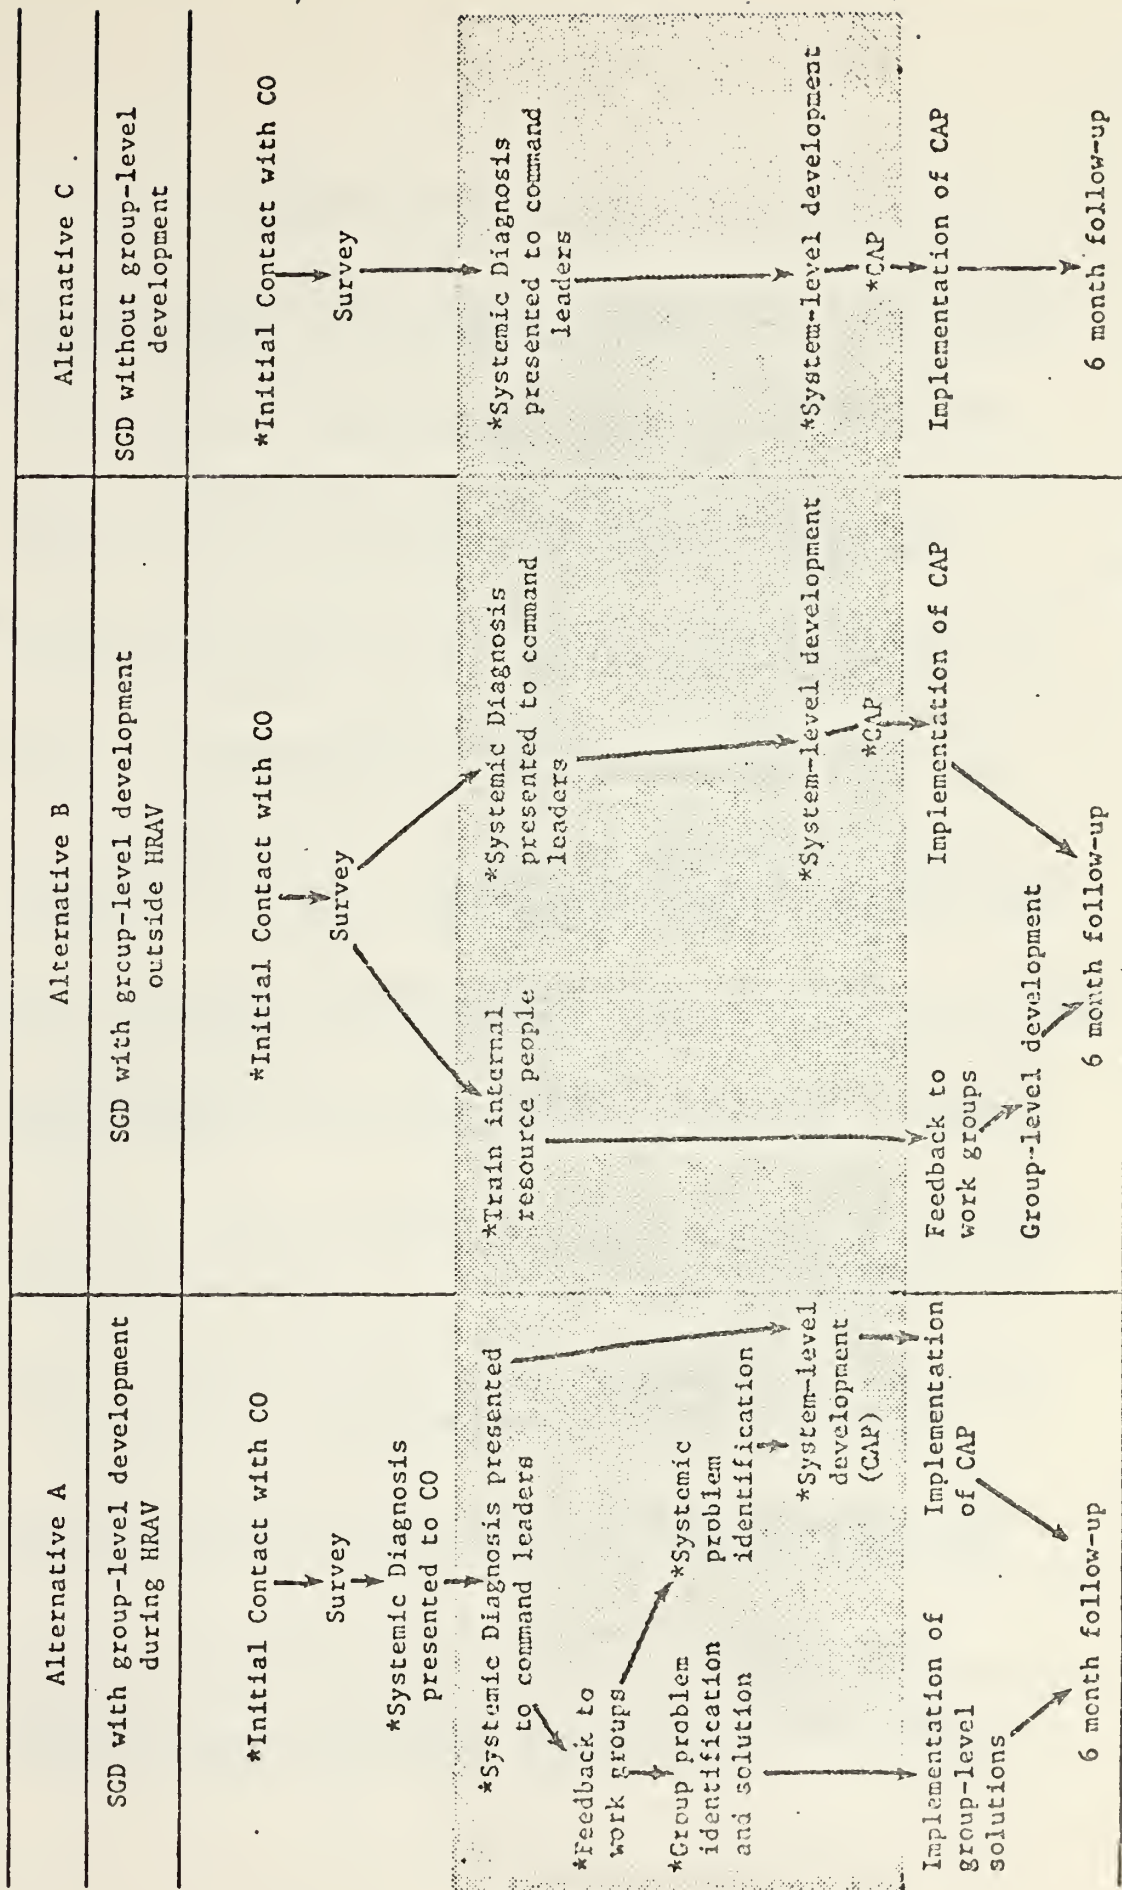 Alternative A
SGD with group-level development
during HRAV
*Initial Contact with CO
Survey
*Systemic Diagnosis
presented to CO
*Systemic Diagnosis presented
to command leaders
*Feedback to
work groups
*Group problem
identification
and solution
*Systemic
problem
identification
*System-level
development
(CAP)
Implementation of
group-level
solutions
Implementation
of CAP
6 month follow-up
Alternative B
SGD with grcup-level development
outside HRAV
*Initial Contact with CO
Survey
*Train internal
resource people
*Systemic Diagnosis
presented to command
leaders
*System-level development
*CAP
Feedback to
work groups
Group-level development
Implementation of CAP
6 month follow-up
Alternative C
SGD without group-level
development
*Initial Contact with CO
Survey
*Systemic Diagnosis
presented to command
leaders
*System-level development
*CAP
Implementation of CAP
6 month follow-up